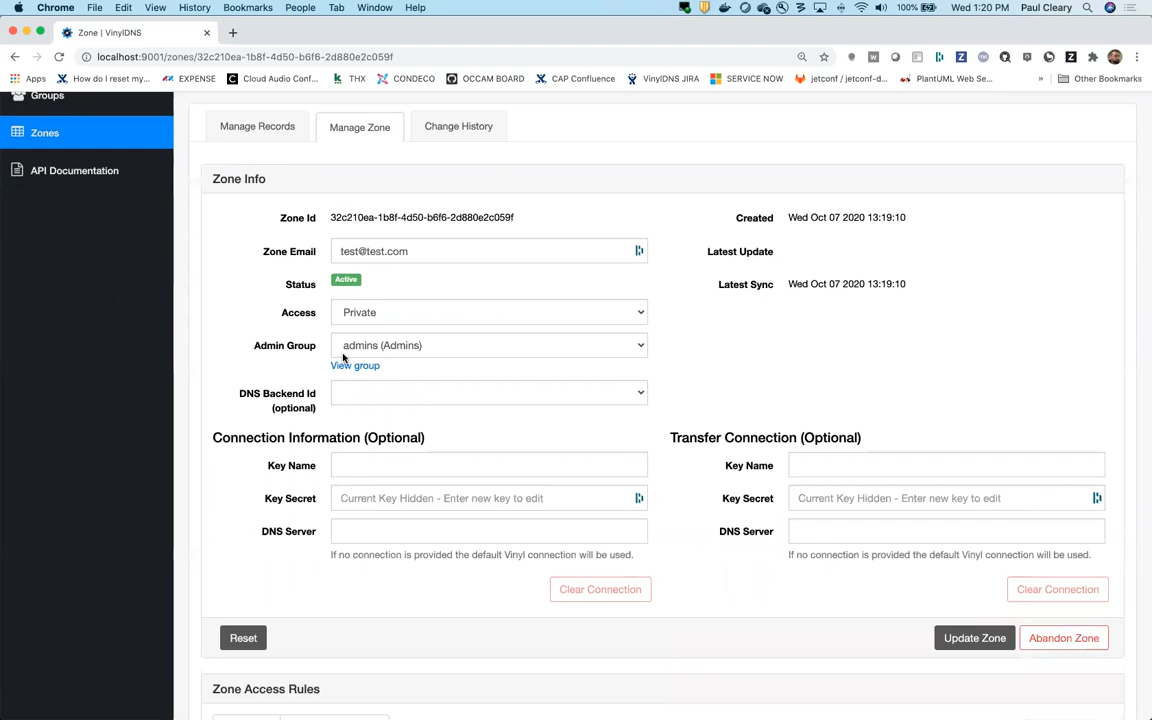 Chrome File Edit View History Bookmarks People Tab Window Help 100% Wed 1:20 PM Paul Cleary
Zone | VinylDNS
localhost:9001/zones/32c210ea-1b8f-4d50-b6f6-2d880e2c059f
Apps How do I reset my... EXPENSE Cloud Audio Conf... THX CONDECO OCCAM BOARD CAP Confluence VinylDNS JIRA SERVICE NOW jetconf / jetconf-d... PlantUML Web Se... » Other Bookmarks
Groups
Zones
API Documentation
Manage Records Manage Zone Change History
Zone Info
Zone Id 32c210ea-1b8f-4d50-b6f6-2d880e2c059f Created Wed Oct 07 2020 13:19:10
Zone Email test@test.com Latest Update
Status Active Latest Sync Wed Oct 07 2020 13:19:10
Access Private
Admin Group admins (Admins)
View group
DNS Backend Id
(optional)
Connection Information (Optional) Transfer Connection (Optional)
Key Name Key Name
Key Secret Current Key Hidden - Enter new key to edit Key Secret Current Key Hidden - Enter new key to edit
DNS Server DNS Server
If no connection is provided the default Vinyl connection will be used. If no connection is provided the default Vinyl connection will be used.
Clear Connection Clear Connection
Reset Update Zone Abandon Zone
Zone Access Rules